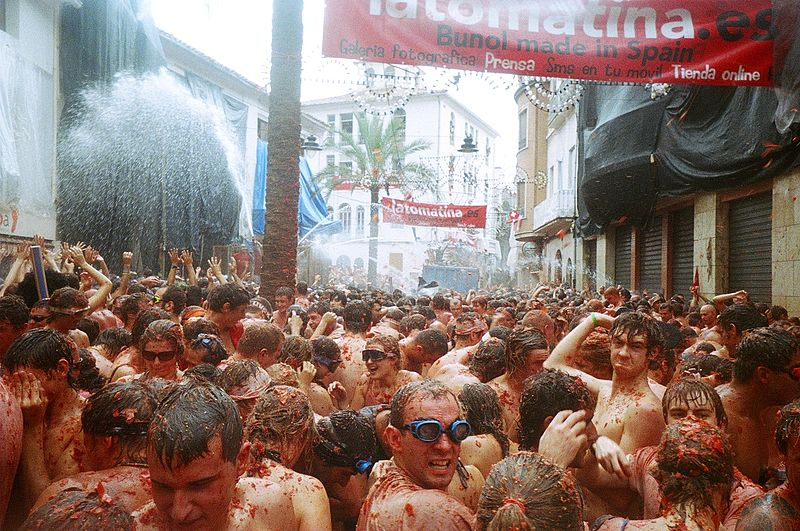 latomatina.es
Bunol made in Spain
Galeria fotografica Prensa Sms en tu movil Tienda online
latomatina.es